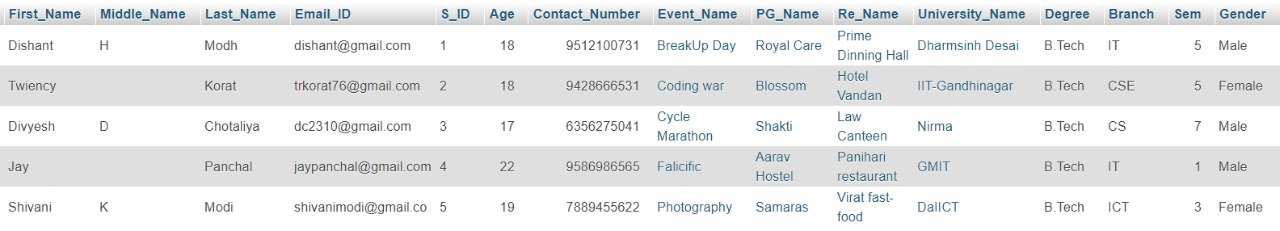 First_Name Middle_Name Last_Name Email_ID S_ID Age Contact_Number Event_Name PG_Name Re_Name University_Name Degree Branch Sem Gender
Dishant H Modh dishant@gmail.com 1 18 9512100731 BreakUp Day Royal Care Prime Dinning Hall Dharmsinh Desai B.Tech IT 5 Male
Twiency Korat trkorat76@gmail.com 2 18 9428666531 Coding war Blossom Hotel Vandan IIT-Gandhinagar B.Tech CSE 5 Female
Divyesh D Chotaliya dc2310@gmail.com 3 17 6356275041 Cycle Marathon Shakti Law Canteen Nirma B.Tech CS 7 Male
Jay Panchal jaypanchal@gmail.com 4 22 9586986565 Falicific Aarav Hostel Panihari restaurant GMIT B.Tech IT 1 Male
Shivani K Modi shivanimodi@gmail.co 5 19 7889455622 Photography Samaras Virat fast-food DaIICT B.Tech ICT 3 Female